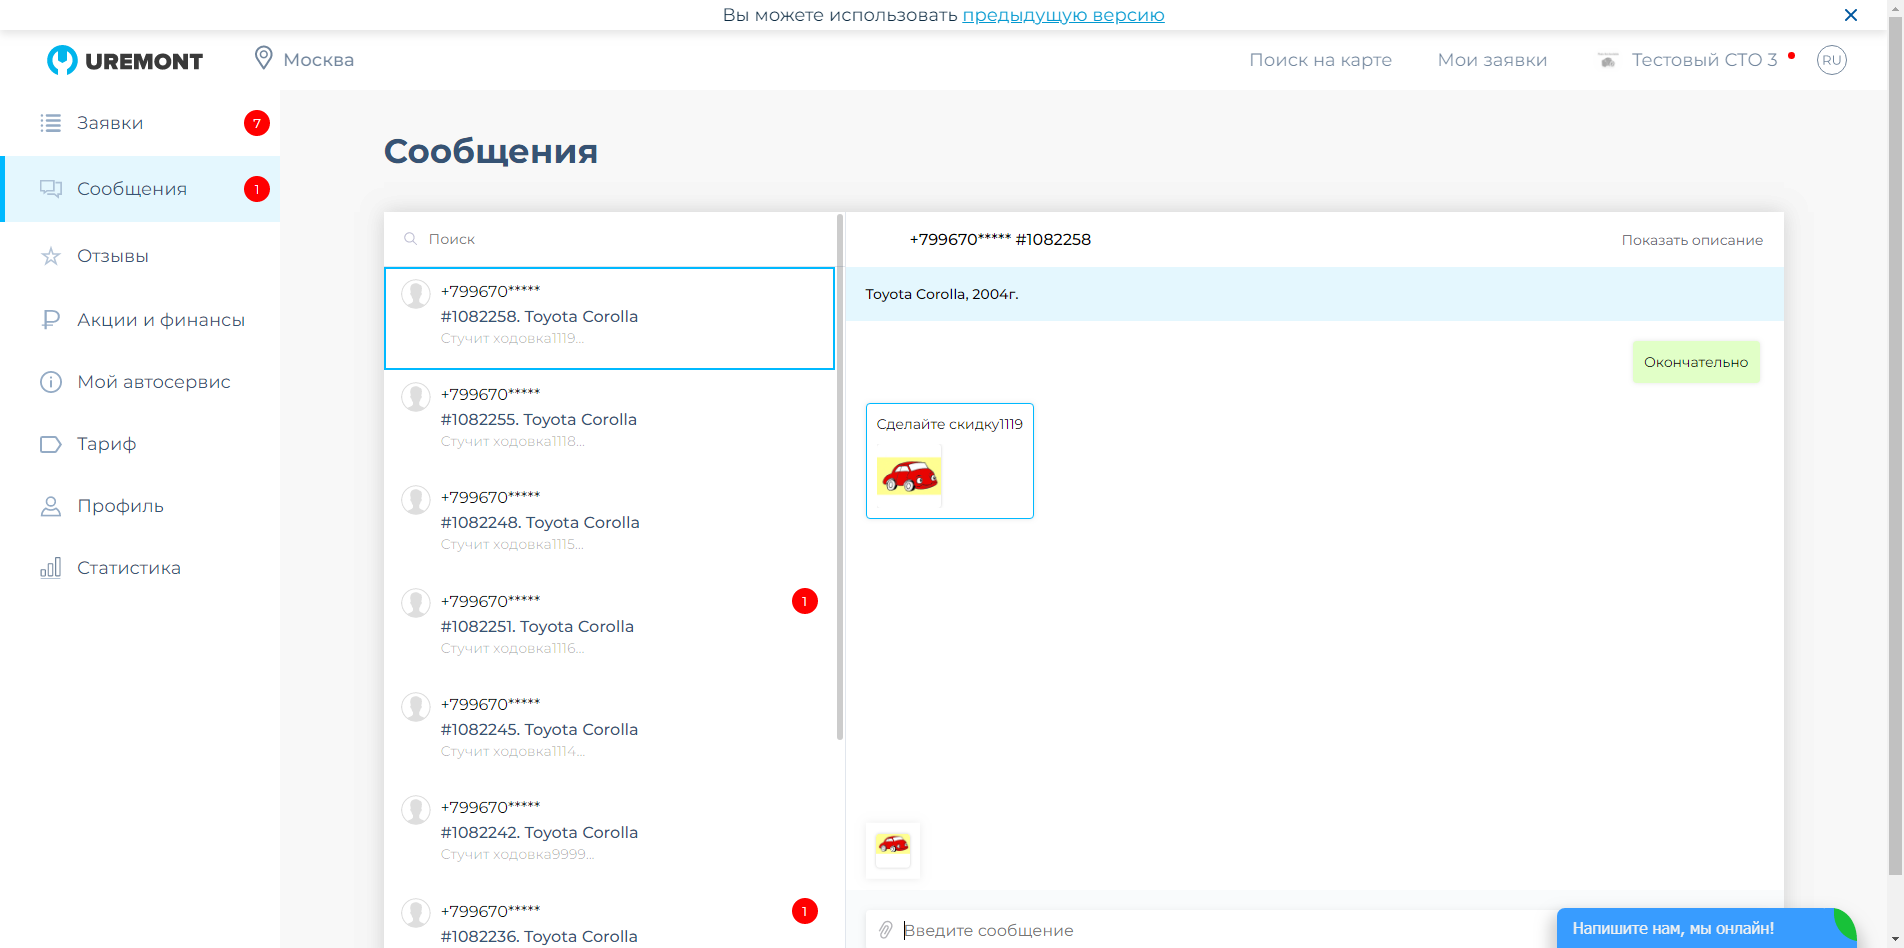 Вы можете использовать предыдущую версию
UREMONT
Москва
Поиск на карте
Мои заявки
Тестовый СТО 3
RU
Заявки
7
Сообщения
1
Отзывы
Акции и финансы
Мой автосервис
Тариф
Профиль
Статистика
Сообщения
Поиск
+799670*****
#1082258. Toyota Corolla
Стучит ходовка1119...
+799670*****
#1082255. Toyota Corolla
Стучит ходовка1118...
+799670*****
#1082248. Toyota Corolla
Стучит ходовка1115...
+799670*****
1
#1082251. Toyota Corolla
Стучит ходовка1116...
+799670*****
#1082245. Toyota Corolla
Стучит ходовка1114...
+799670*****
#1082242. Toyota Corolla
Стучит ходовка9999...
+799670*****
1
#1082236. Toyota Corolla
+799670***** #1082258
Показать описание
Toyota Corolla, 2004г.
Окончательно
Сделайте скидку1119
Введите сообщение
Напишите нам, мы онлайн!